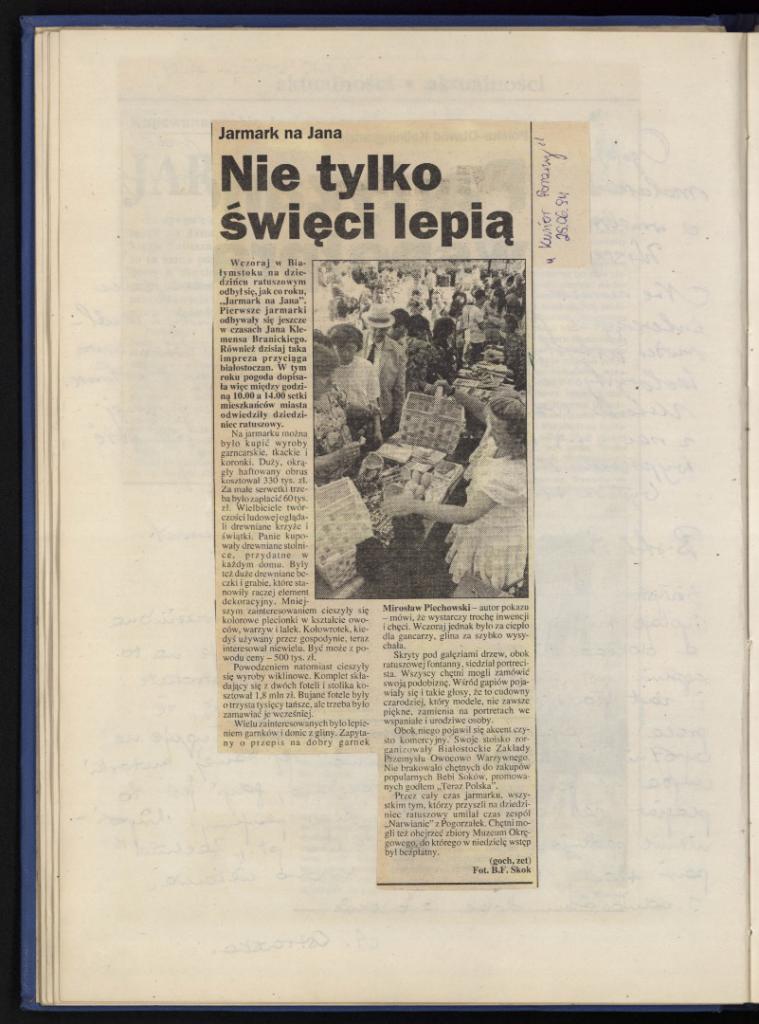 Jarmark na Jana
Nie tylko
święci lepią
„Kurier Poranny"
Wczoraj w Bia-
łymstoku na dzie-
dzińcu ratuszowym
odbył się, jak co roku,
„Jarmark na Jana".
Pierwsze jarmarki
odbywały się jeszcze
w czasach Jana Kle-
mensa Branickiego.
Również dzisiaj taka
impreza przyciąga
białostoczan. W tym
roku pogoda dopisa-
ła więc między godzi-
ną 10.00 a 14.00 setki
mieszkańców miasta
odwiedziły dziedzi-
niec ratuszowy.
Na jarmarku można
było kupić wyroby
garncarskie, tkackie i
koronki. Duży, okrą-
gły haftowany obrus
kosztował 330 tys. zł.
Za małe serwetki trze-
ba było zapłacić 60 tys.
zł. Wielbiciele twór-
czości ludowej ogląda-
li drewniane krzyże i
świątki. Panie kupo-
wały drewniane stolni-
ce, przydatne w
każdym domu. Były
też duże drewniane be-
czki i grabie, które sta-
nowiły raczej element
dekoracyjny. Mniej-
szym zainteresowaniem cieszyły się
kolorowe plecionki w kształcie owo-
ców, warzyw i lalek. Kołowrotek, kie-
dyś używany przez gospodynie, teraz
interesował niewielu. Być może z po-
wodu ceny – 500 tys. zł.
Powodzeniem natomiast cieszyły
się wyroby wiklinowe. Komplet skła-
dający się z dwóch foteli i stolika ko-
sztował 1,8 mln zł. Bujane fotele były
o trzysta tysięcy tańsze, ale trzeba było
zamawiać je wcześniej.
Wielu zainteresowanych było lepie-
niem garnków i donic z gliny. Zapyta-
ny o przepis na dobry garnek
Mirosław Piechowski – autor pokazu
– mówi, że wystarczy trochę inwencji
i chęci. Wczoraj jednak było za ciepło
dla gancarzy, glina za szybko wysy-
chała.
Skryty pod gałęziami drzew, obok
ratuszowej fontanny, siedział portreci-
sta. Wszyscy chętni mogli zamówić
swoją podobiznę. Wśród gapiów poja-
wiały się i takie głosy, że to cudowny
czarodziej, który modele, nie zawsze
piękne, zamienia na portretach we
wspaniałe i urodziwe osoby.
Obok niego pojawił się akcent czy-
sto komercyjny. Swoje stoisko zor-
ganizowały Białostockie Zakłady
Przemysłu Owocowo Warzywnego.
Nie brakowało chętnych do zakupów
popularnych Bebi Soków, promowa-
nych godłem „Teraz Polska".
Przez cały czas jarmarku, wszy-
stkim tym, którzy przyszli na dziedzi-
niec ratuszowy umilał czas zespół
„Narwianie" z Pogorzałek. Chętni mo-
gli też obejrzeć zbiory Muzeum Okrę-
gowego, do którego w niedzielę wstęp
był bezpłatny.
(goch, zet)
Fot. B.F. Skok